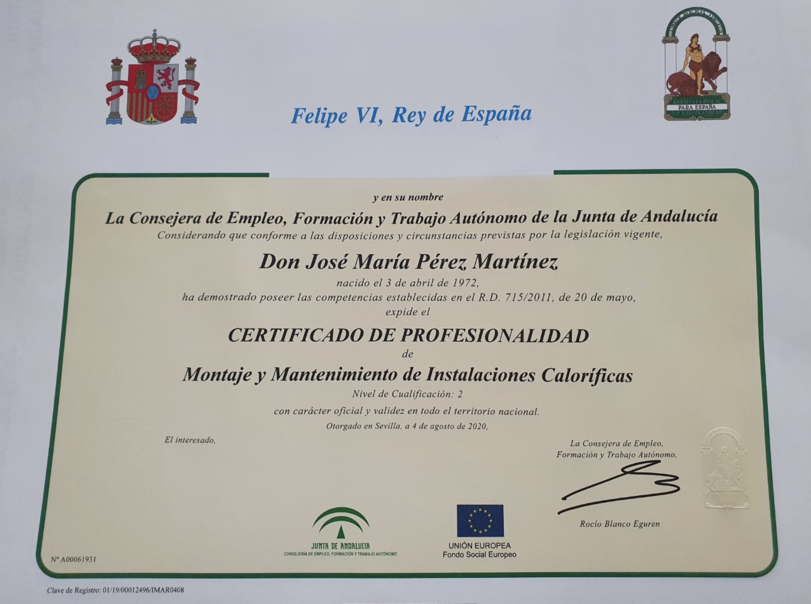 PARA ESPAÑA
Felipe VI, Rey de España
y en su nombre
La Consejera de Empleo, Formación y Trabajo Autónomo de la Junta de Andalucía
Considerando que conforme a las disposiciones y circunstancias previstas por la legislación vigente,
Don José María Pérez Martínez
nacido el 3 de abril de 1972,
ha demostrado poseer las competencias establecidas en el R.D. 715/2011, de 20 de mayo,
expide el
CERTIFICADO DE PROFESIONALIDAD
de
Montaje y Mantenimiento de Instalaciones Caloríficas
Nivel de Cualificación: 2
con carácter oficial y validez en todo el territorio nacional.
Otorgado en Sevilla, a 4 de agosto de 2020,
El interesado,
La Consejera de Empleo,
Formación y Trabajo Autónomo,
Rocío Blanco Eguren
JUNTA DE ANDALUCIA
CONSEJERÍA DE EMPLEO, FORMACIÓN Y TRABAJO AUTÓNOMO
UNIÓN EUROPEA
Fondo Social Europeo
Nº A00061931
Clave de Registro: 01/19/00012496/IMAR0408